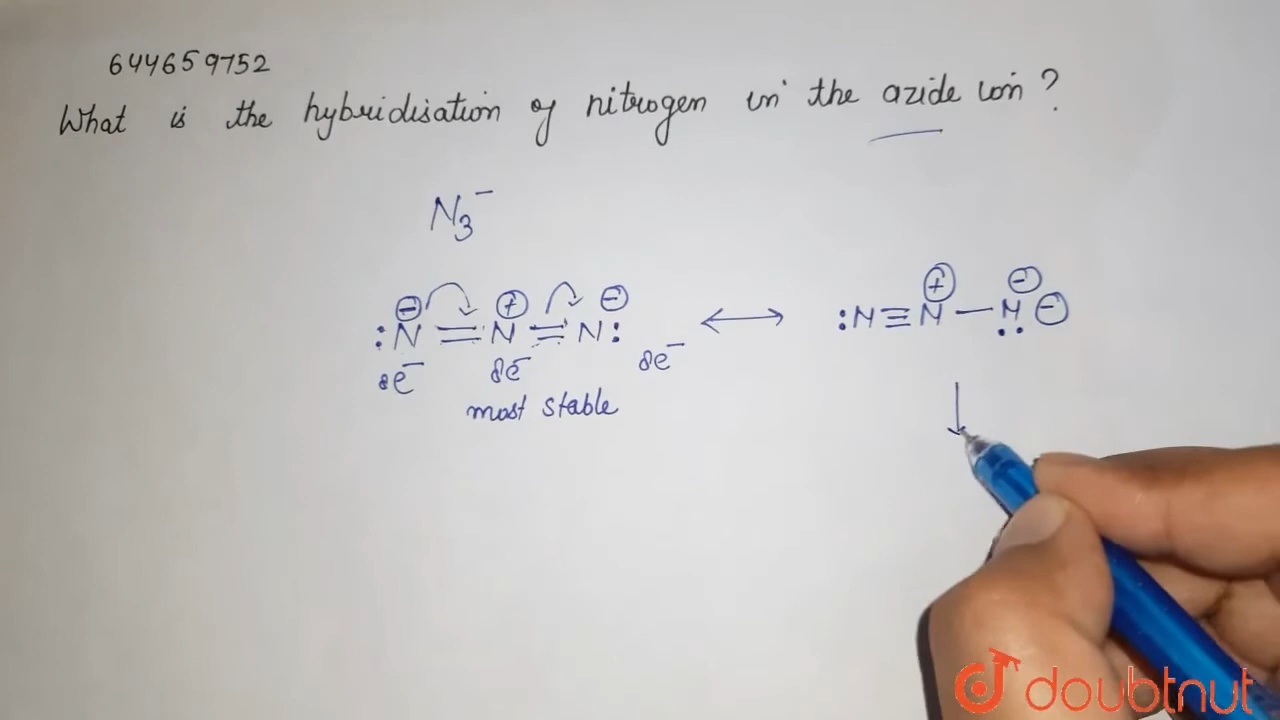 644659752
What is the hybridisation of nitrogen in the azide ion ?
N3⁻
:N⊖ = N⊕ = N⊖: ⟷ :N ≡ N⊕ — N̤⊖⊖
8e⁻ 8e⁻ 8e⁻
most stable
doubtnut